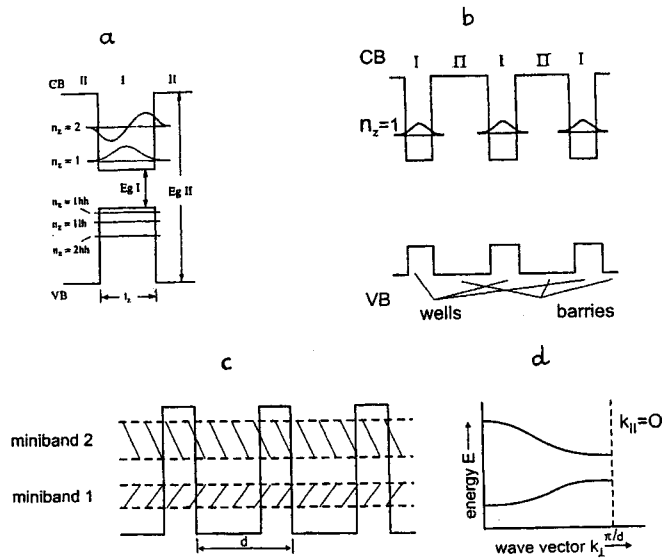 a
CB II I II
n_z = 2
n_z = 1
Eg I
Eg II
n_z = 1hh
n_z = 1lh
n_z = 2hh
VB
l_z
b
CB I II I II I
n_z=1
VB
wells
barries
c
miniband 2
miniband 1
d
d
energy E
k_||=0
π/d
wave vector k_⊥